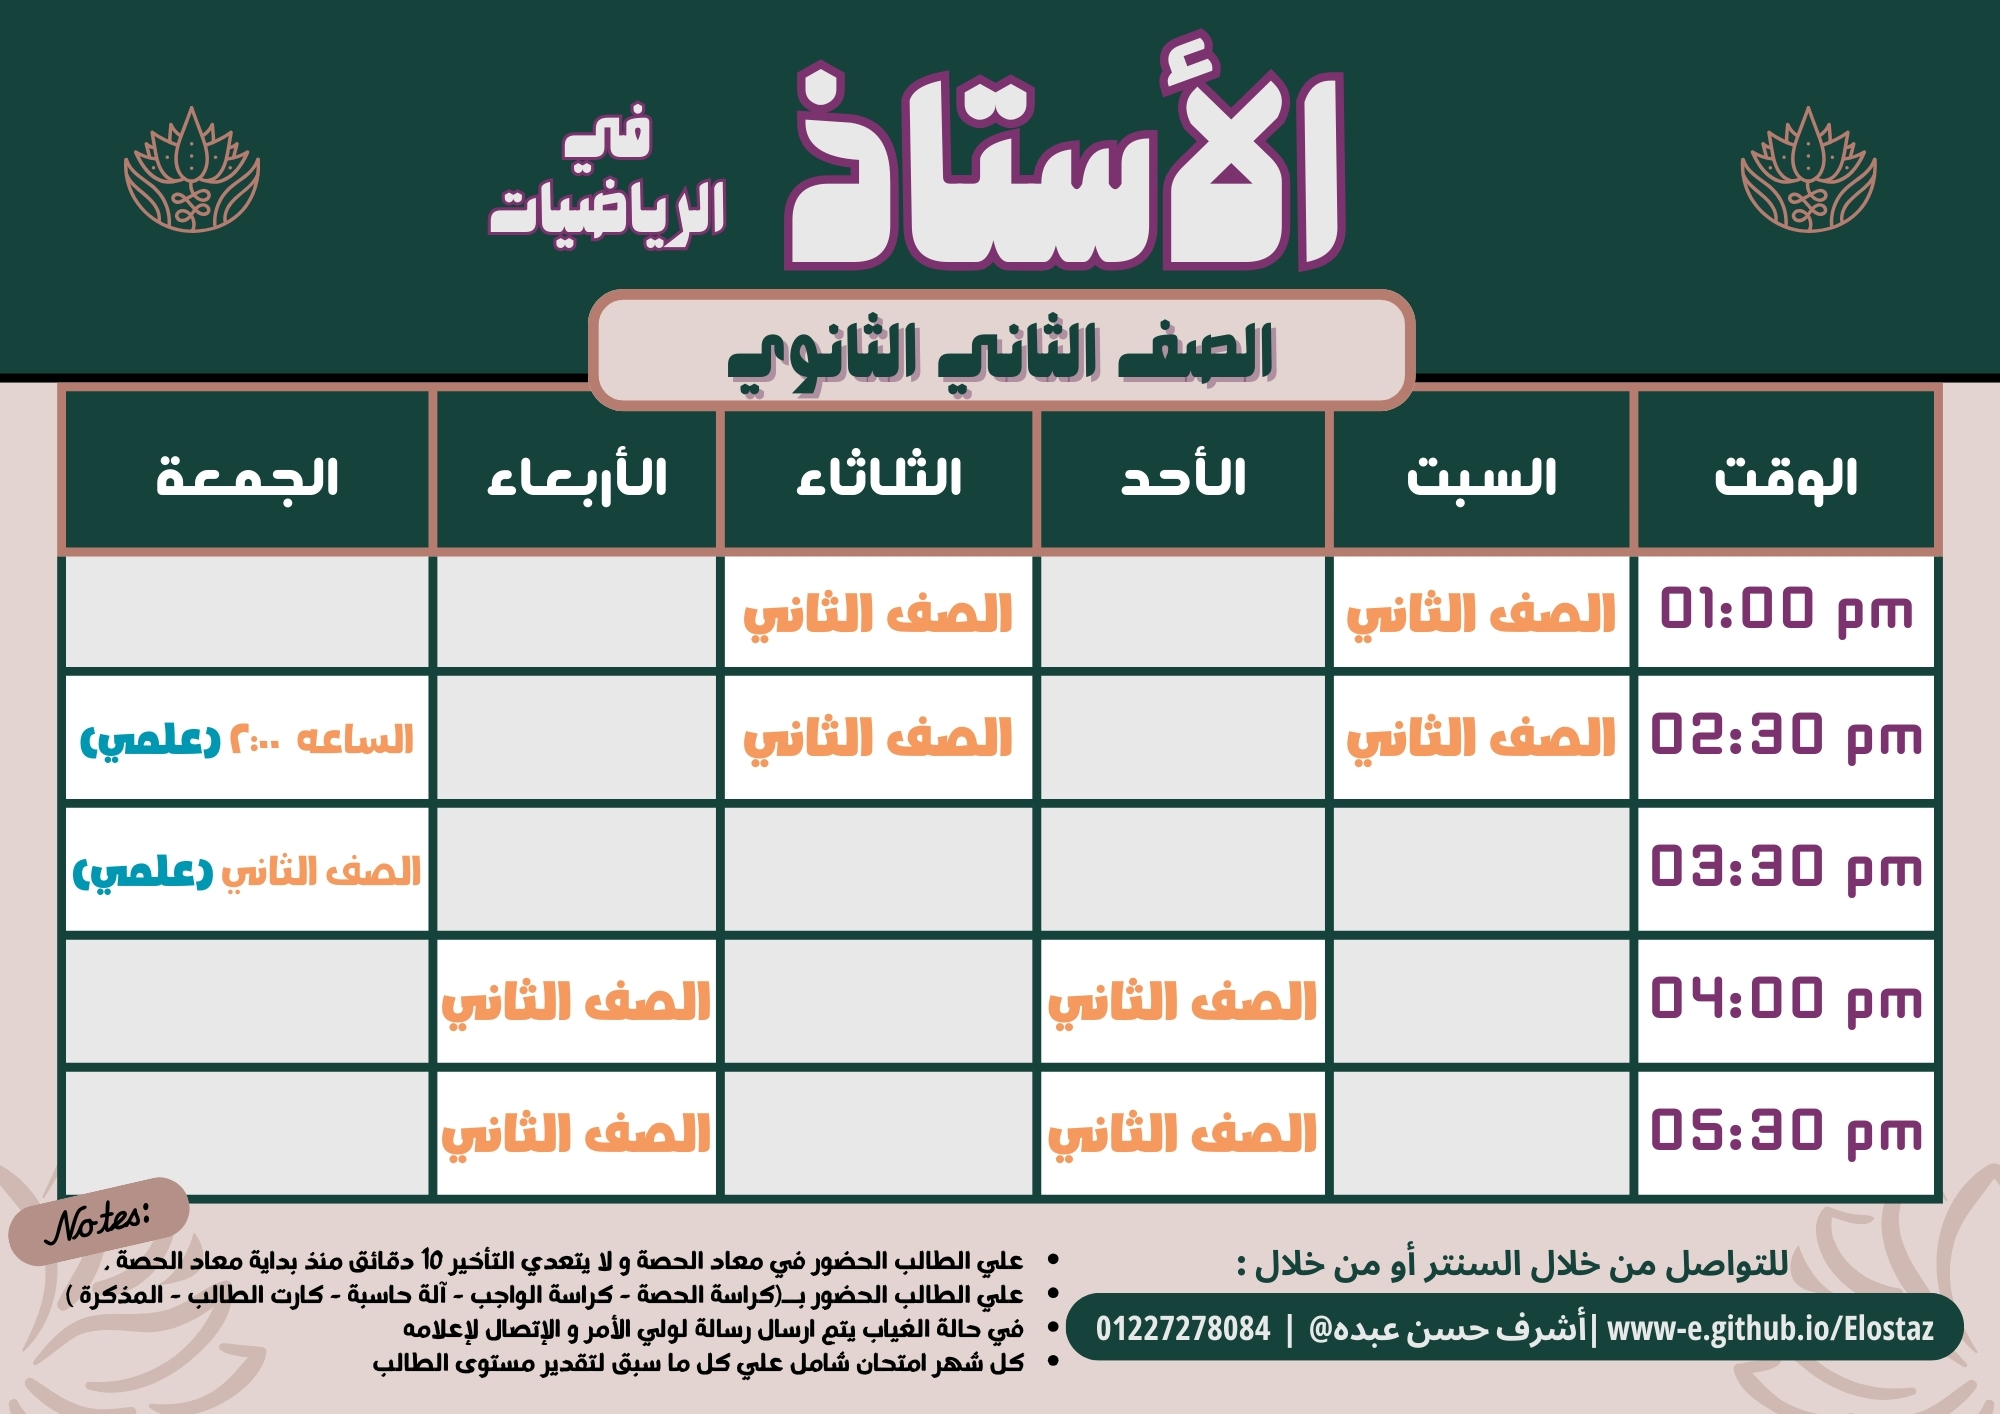 الأستاذ
في
الرياضيات
الصف الثاني الثانوي
الوقت السبت الأحد الثلاثاء الأربعاء الجمعة
01:00 pm الصف الثاني الصف الثاني
02:30 pm الصف الثاني الصف الثاني الساعه ٢:٠٠ (علمي)
03:30 pm الصف الثاني (علمي)
04:00 pm الصف الثاني الصف الثاني
05:30 pm الصف الثاني الصف الثاني
للتواصل من خلال السنتر أو من خلال :
01227278084 | @أشرف حسن عبده | www-e.github.io/Elostaz
Notes:
• علي الطالب الحضور في معاد الحصة و لا يتعدي التأخير 10 دقائق منذ بداية معاد الحصة .
• علي الطالب الحضور بــ(كراسة الحصة - كراسة الواجب - آلة حاسبة - كارت الطالب - المذكرة )
• في حالة الغياب يتم ارسال رسالة لولي الأمر و الإتصال لإعلامه
• كل شهر امتحان شامل علي كل ما سبق لتقدير مستوى الطالب